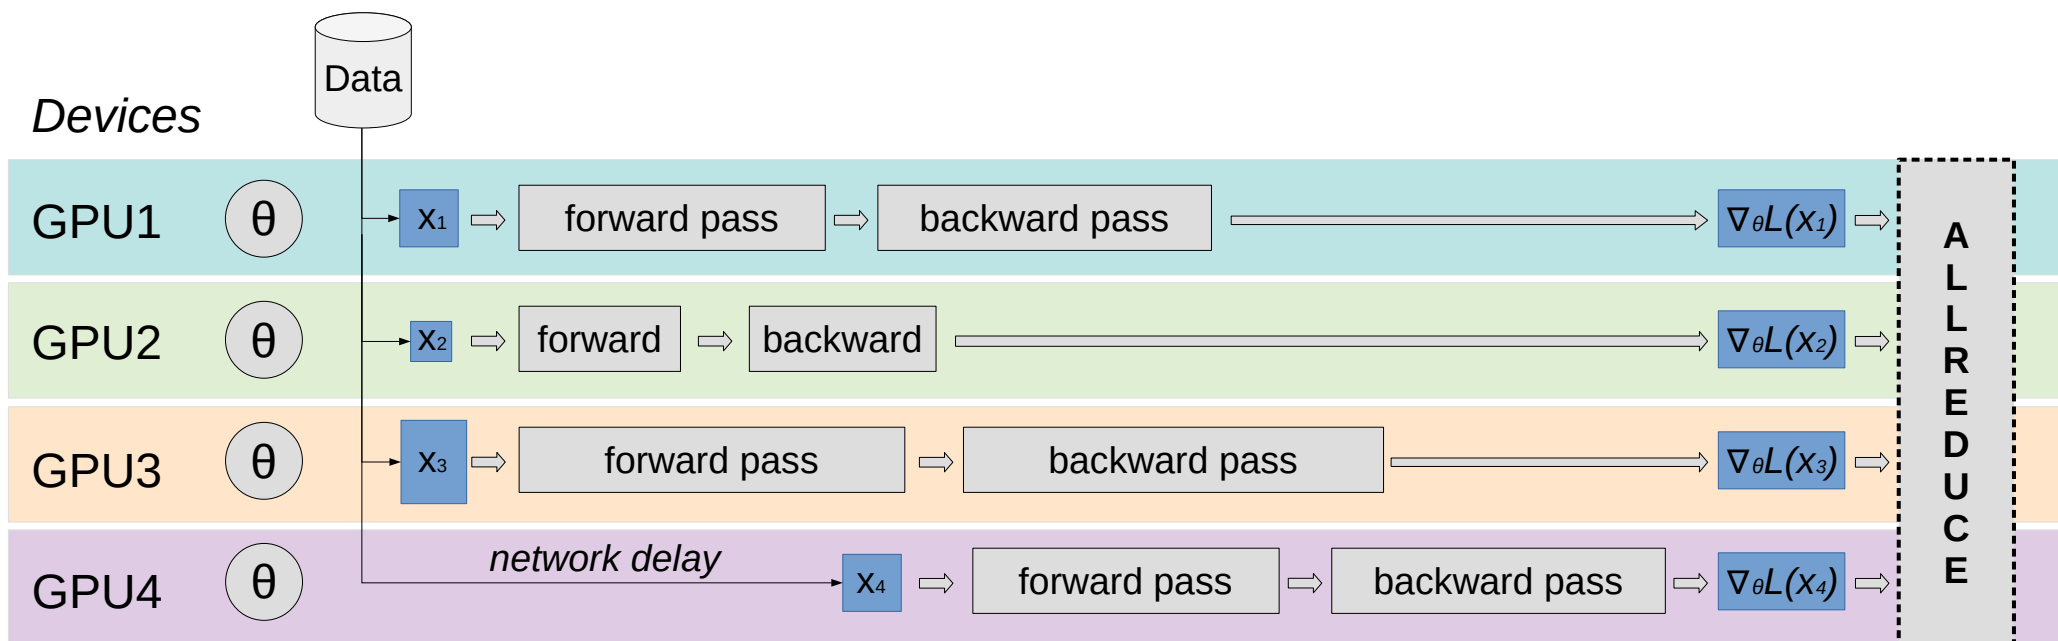 Data
Devices
GPU1 θ x₁ forward pass backward pass ∇θL(x₁)
GPU2 θ x₂ forward backward ∇θL(x₂)
GPU3 θ x₃ forward pass backward pass ∇θL(x₃)
network delay
GPU4 θ x₄ forward pass backward pass ∇θL(x₄)
ALLREDUCE